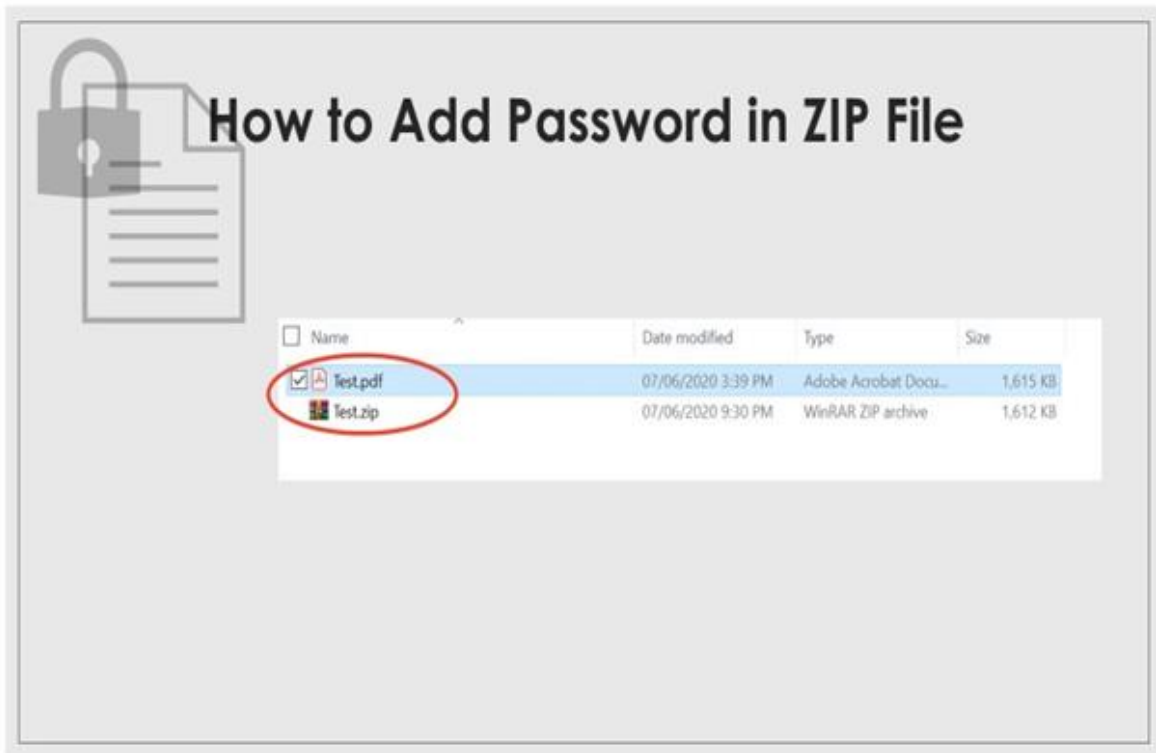 How to Add Password in ZIP File
Name Date modified Type Size
Test.pdf 07/06/2020 3:39 PM Adobe Acrobat Docu... 1,615 KB
Test.zip 07/06/2020 9:30 PM WinRAR ZIP archive 1,612 KB